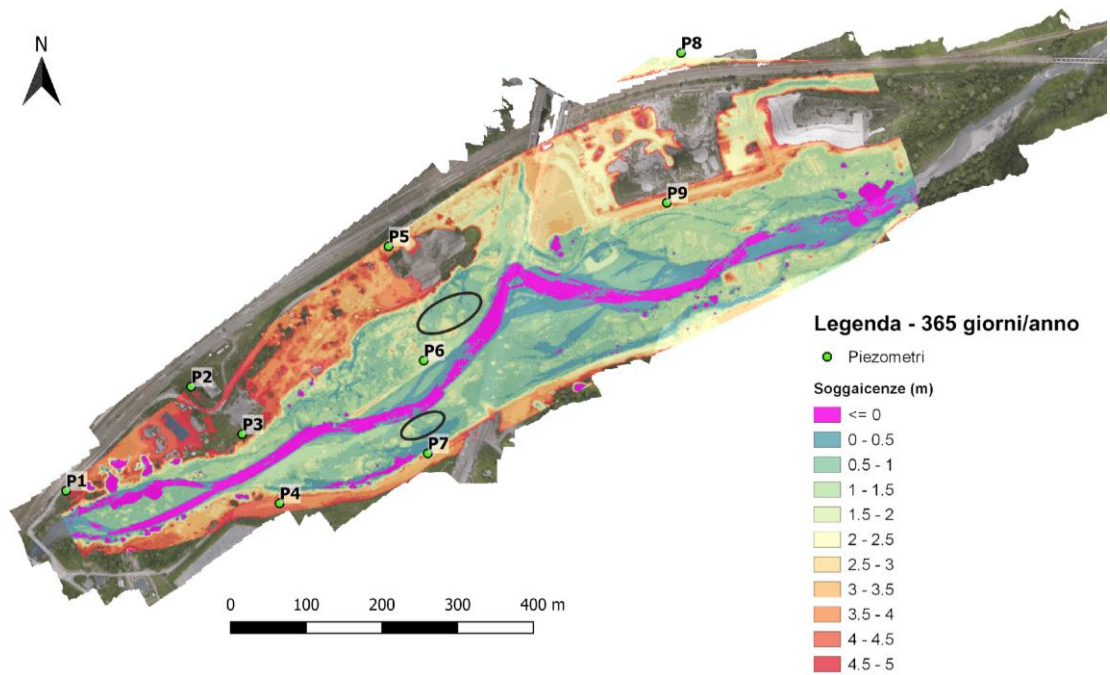 N
P8
P9
P5
P6
P2
P3
P7
P1
P4
0 100 200 300 400 m
Legenda - 365 giorni/anno
Piezometri
Soggaicenze (m)
<= 0
0 - 0.5
0.5 - 1
1 - 1.5
1.5 - 2
2 - 2.5
2.5 - 3
3 - 3.5
3.5 - 4
4 - 4.5
4.5 - 5